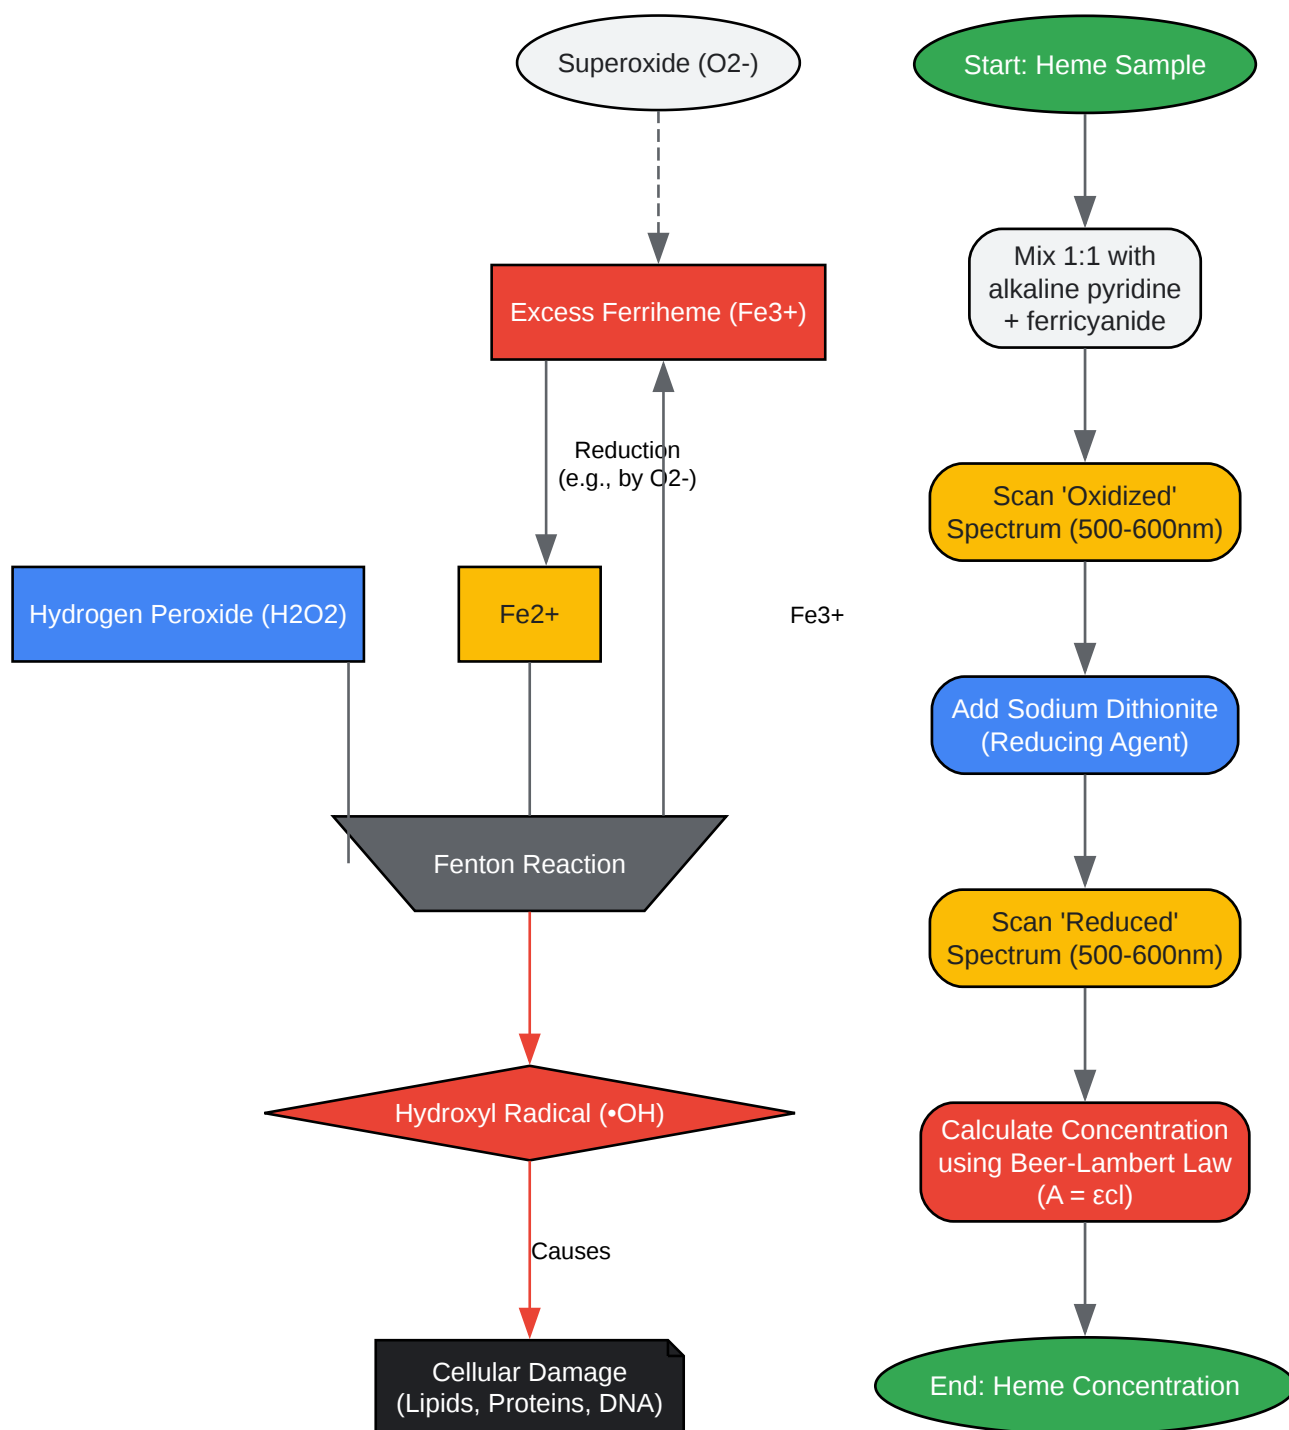 Superoxide (O2-)
Excess Ferriheme (Fe3+)
Reduction
(e.g., by O2-)
Hydrogen Peroxide (H2O2)
Fe2+
Fe3+
Fenton Reaction
Hydroxyl Radical (•OH)
Causes
Cellular Damage
(Lipids, Proteins, DNA)
Start: Heme Sample
Mix 1:1 with
alkaline pyridine
+ ferricyanide
Scan 'Oxidized'
Spectrum (500-600nm)
Add Sodium Dithionite
(Reducing Agent)
Scan 'Reduced'
Spectrum (500-600nm)
Calculate Concentration
using Beer-Lambert Law
(A = εcl)
End: Heme Concentration